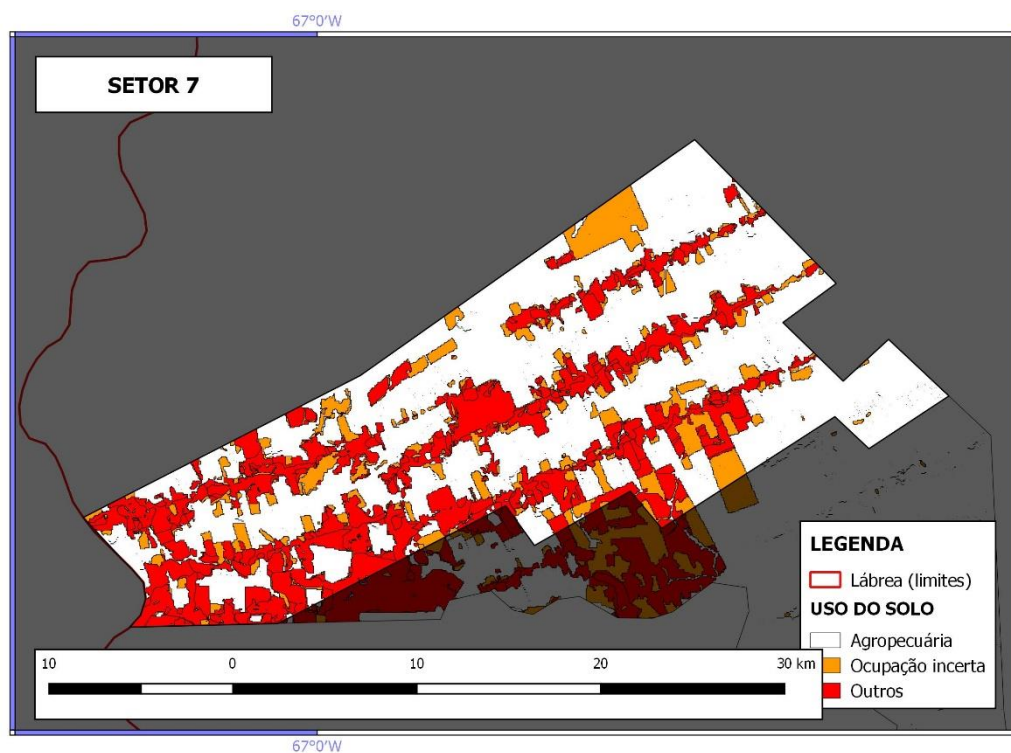 67°0'W
SETOR 7
LEGENDA
Lábrea (limites)
USO DO SOLO
Agropecuária
Ocupação incerta
Outros
10 0 10 20 30 km
67°0'W